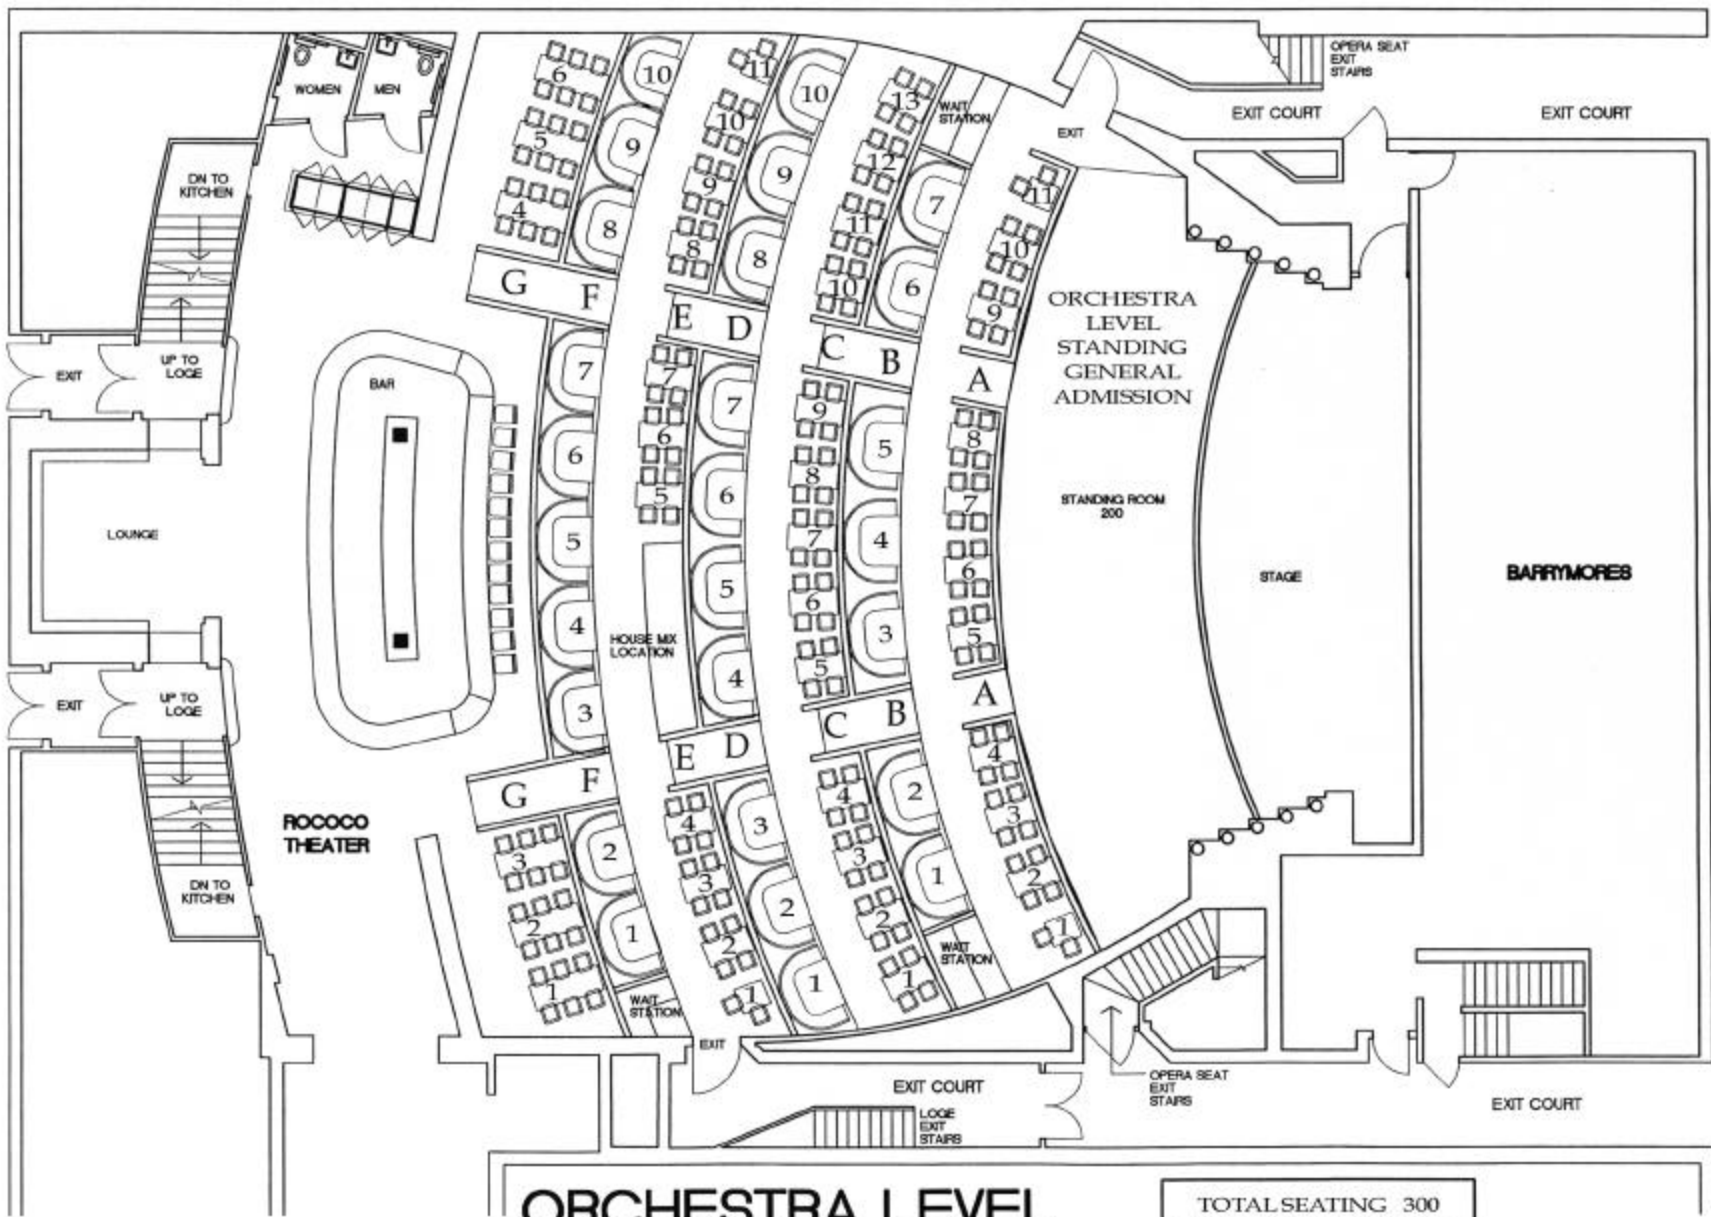 OPERA SEAT
EXIT
STAIRS
EXIT COURT
EXIT COURT
WOMEN
MEN
6
10
11
10
13
WAIT
STATION
EXIT
5
9
10
9
12
DN TO
KITCHEN
4
8
9
8
11
7
11
8
10
6
10
9
G
F
E
D
C
B
A
ORCHESTRA
LEVEL
STANDING
GENERAL
ADMISSION
EXIT
UP TO
LOGE
BAR
7
7
7
9
5
8
6
6
6
8
4
7
STANDING ROOM
200
LOUNGE
5
5
5
7
3
6
STAGE
BARRYMORES
4
HOUSE MIX
LOCATION
4
6
5
3
5
EXIT
UP TO
LOGE
G
F
E
D
C
B
A
ROCOCO
THEATER
3
2
4
3
4
2
4
2
1
3
2
3
1
3
DN TO
KITCHEN
1
2
1
2
2
1
1
1
WAIT
STATION
WAIT
STATION
EXIT
EXIT COURT
LOGE
EXIT
STAIRS
OPERA SEAT
EXIT
STAIRS
EXIT COURT
ORCHESTRA LEVEL
TOTAL SEATING 300